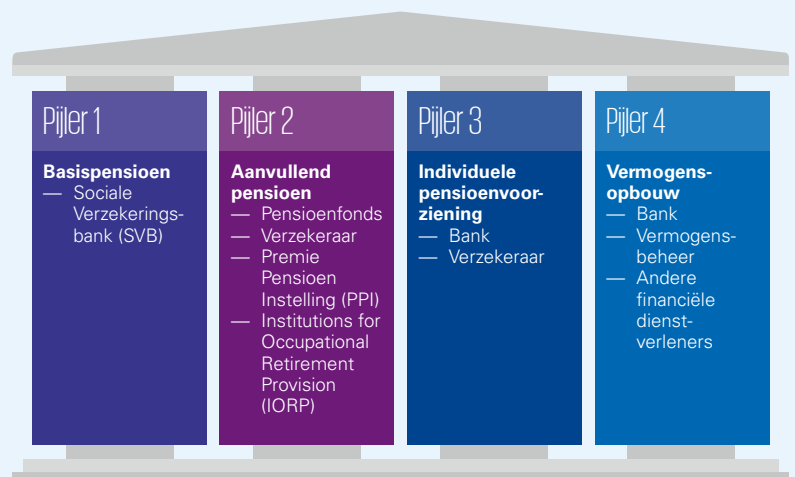 Pijler 1
Basispensioen
— Sociale
Verzekerings-
bank (SVB)
Pijler 2
Aanvullend
pensioen
— Pensioenfonds
— Verzekeraar
— Premie
Pensioen
Instelling (PPI)
— Institutions for
Occupational
Retirement
Provision
(IORP)
Pijler 3
Individuele
pensioenvoor-
ziening
— Bank
— Verzekeraar
Pijler 4
Vermogens-
opbouw
— Bank
— Vermogens-
beheer
— Andere
financiële
dienst-
verleners